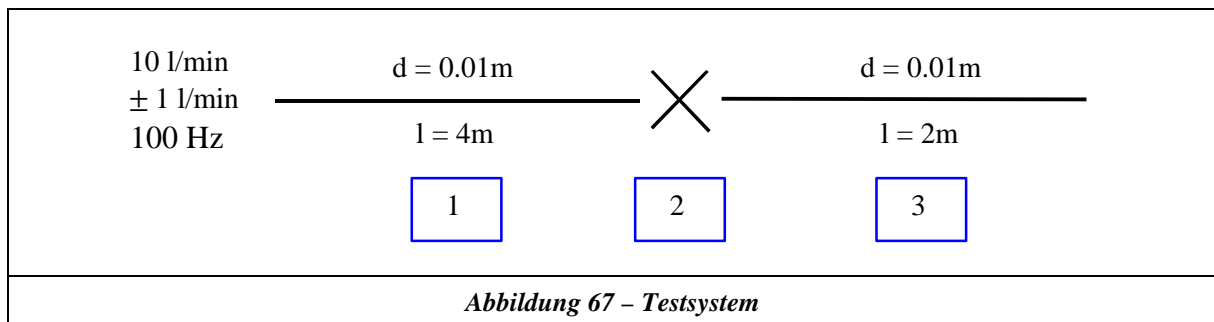 10 l/min
± 1 l/min
100 Hz
d = 0.01m
l = 4m
d = 0.01m
l = 2m
1
2
3
Abbildung 67 – Testsystem